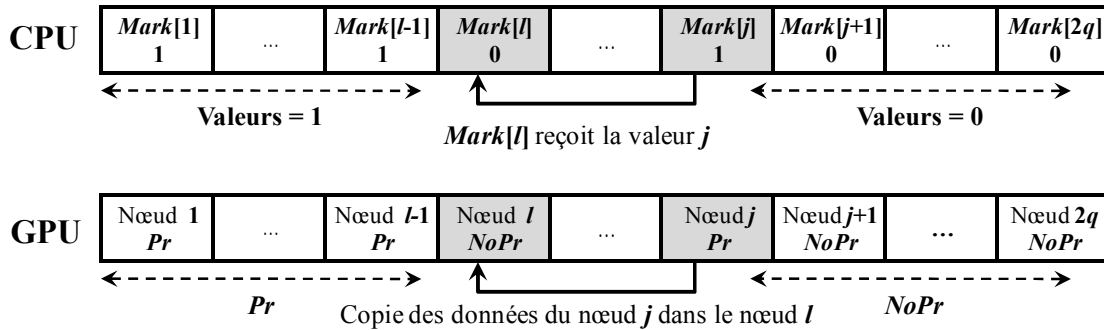 CPU
Mark[1] ... Mark[l-1] Mark[l] ... Mark[j] Mark[j+1] ... Mark[2q]
1 1 0 1 0 0
Valeurs = 1 Valeurs = 0
Mark[l] reçoit la valeur j
GPU
Nœud 1 ... Nœud l-1 Nœud l ... Nœud j Nœud j+1 ... Nœud 2q
Pr Pr NoPr Pr NoPr NoPr
Pr NoPr
Copie des données du nœud j dans le nœud l